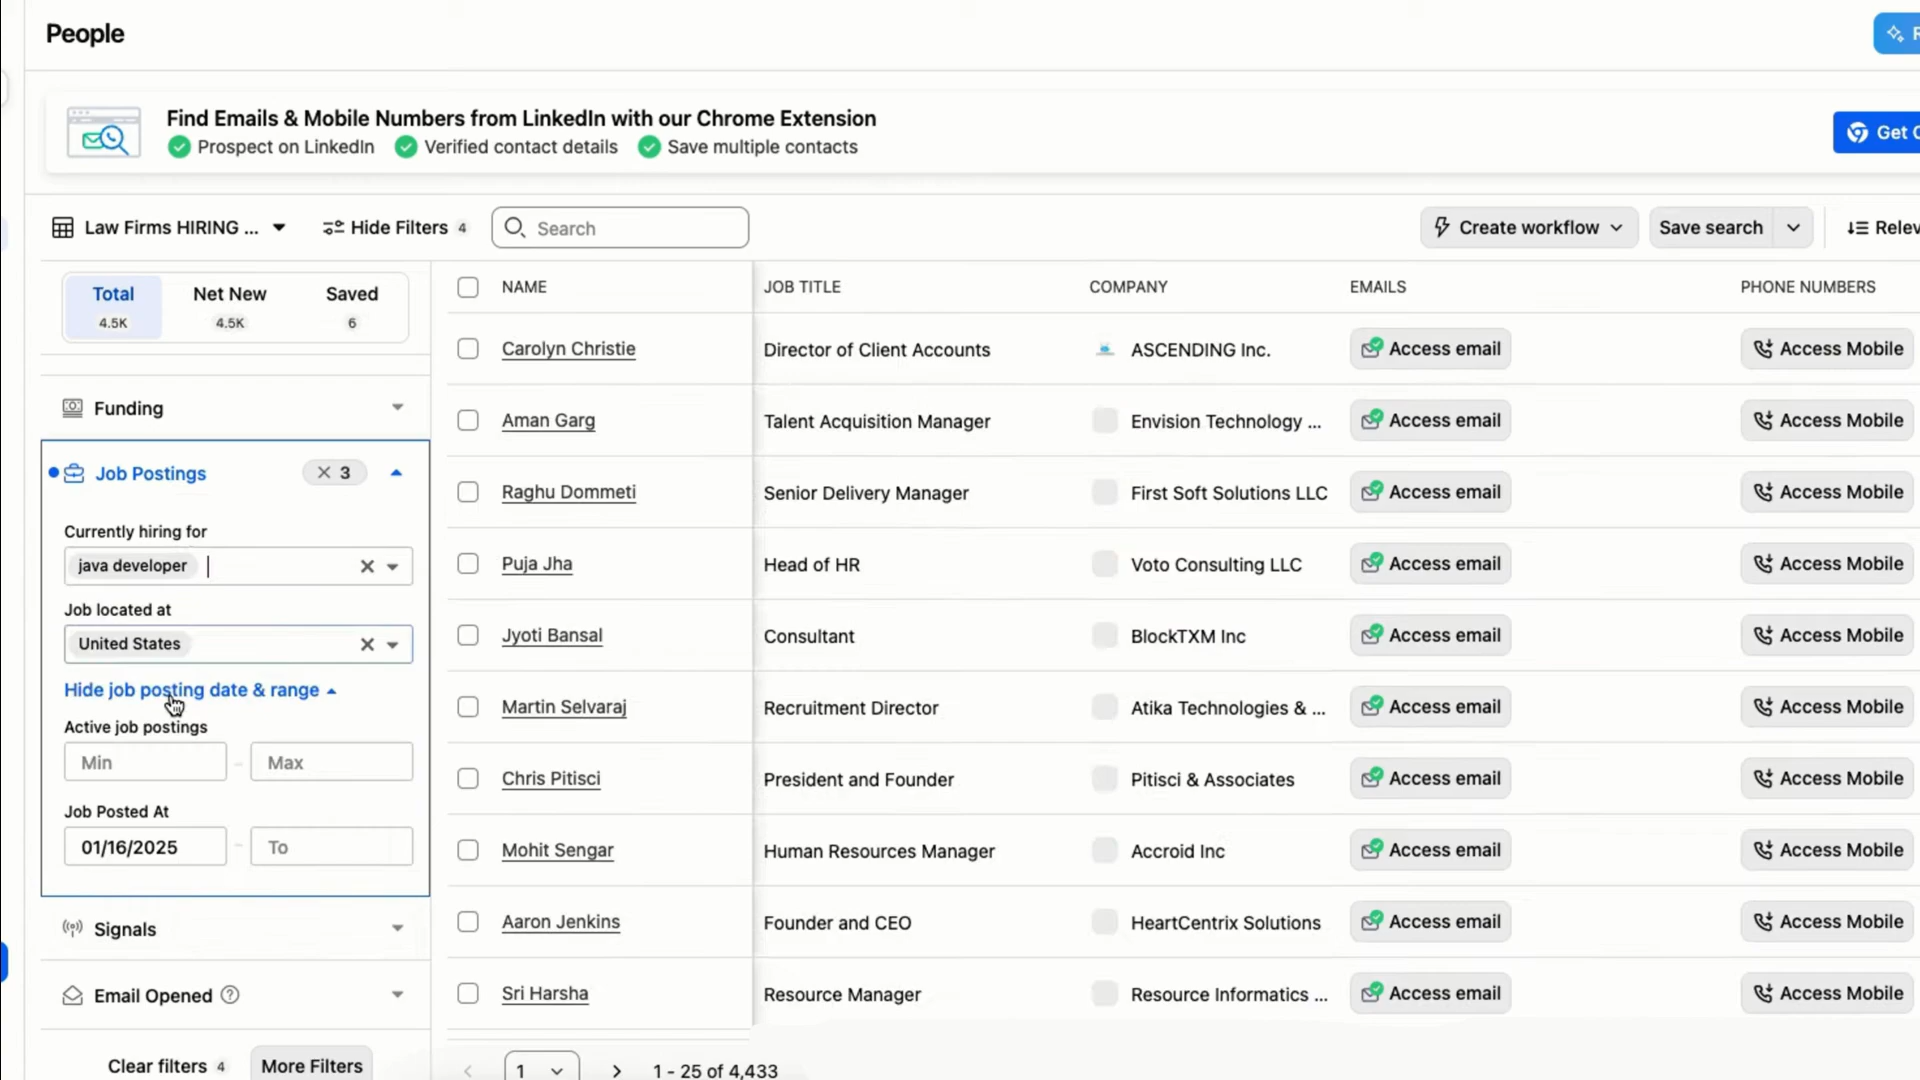 People
Find Emails & Mobile Numbers from LinkedIn with our Chrome Extension
Prospect on LinkedIn Verified contact details Save multiple contacts
Get
Law Firms HIRING ... Hide Filters 4 Search Create workflow Save search
Total Net New Saved
4.5K 4.5K 6
NAME JOB TITLE COMPANY EMAILS PHONE NUMBERS
Carolyn Christie Director of Client Accounts ASCENDING Inc. Access email Access Mobile
Funding
Aman Garg Talent Acquisition Manager Envision Technology ... Access email Access Mobile
Job Postings 3
Raghu Dommeti Senior Delivery Manager First Soft Solutions LLC Access email Access Mobile
Currently hiring for
java developer
Puja Jha Head of HR Voto Consulting LLC Access email Access Mobile
Job located at
United States
Jyoti Bansal Consultant BlockTXM Inc Access email Access Mobile
Hide job posting date & range
Martin Selvaraj Recruitment Director Atika Technologies & ... Access email Access Mobile
Active job postings
Min - Max
Chris Pitisci President and Founder Pitisci & Associates Access email Access Mobile
Job Posted At
01/16/2025 - To
Mohit Sengar Human Resources Manager Accroid Inc Access email Access Mobile
Signals
Aaron Jenkins Founder and CEO HeartCentrix Solutions Access email Access Mobile
Email Opened ?
Sri Harsha Resource Manager Resource Informatics ... Access email Access Mobile
Clear filters 4 More Filters
1 1 - 25 of 4,433